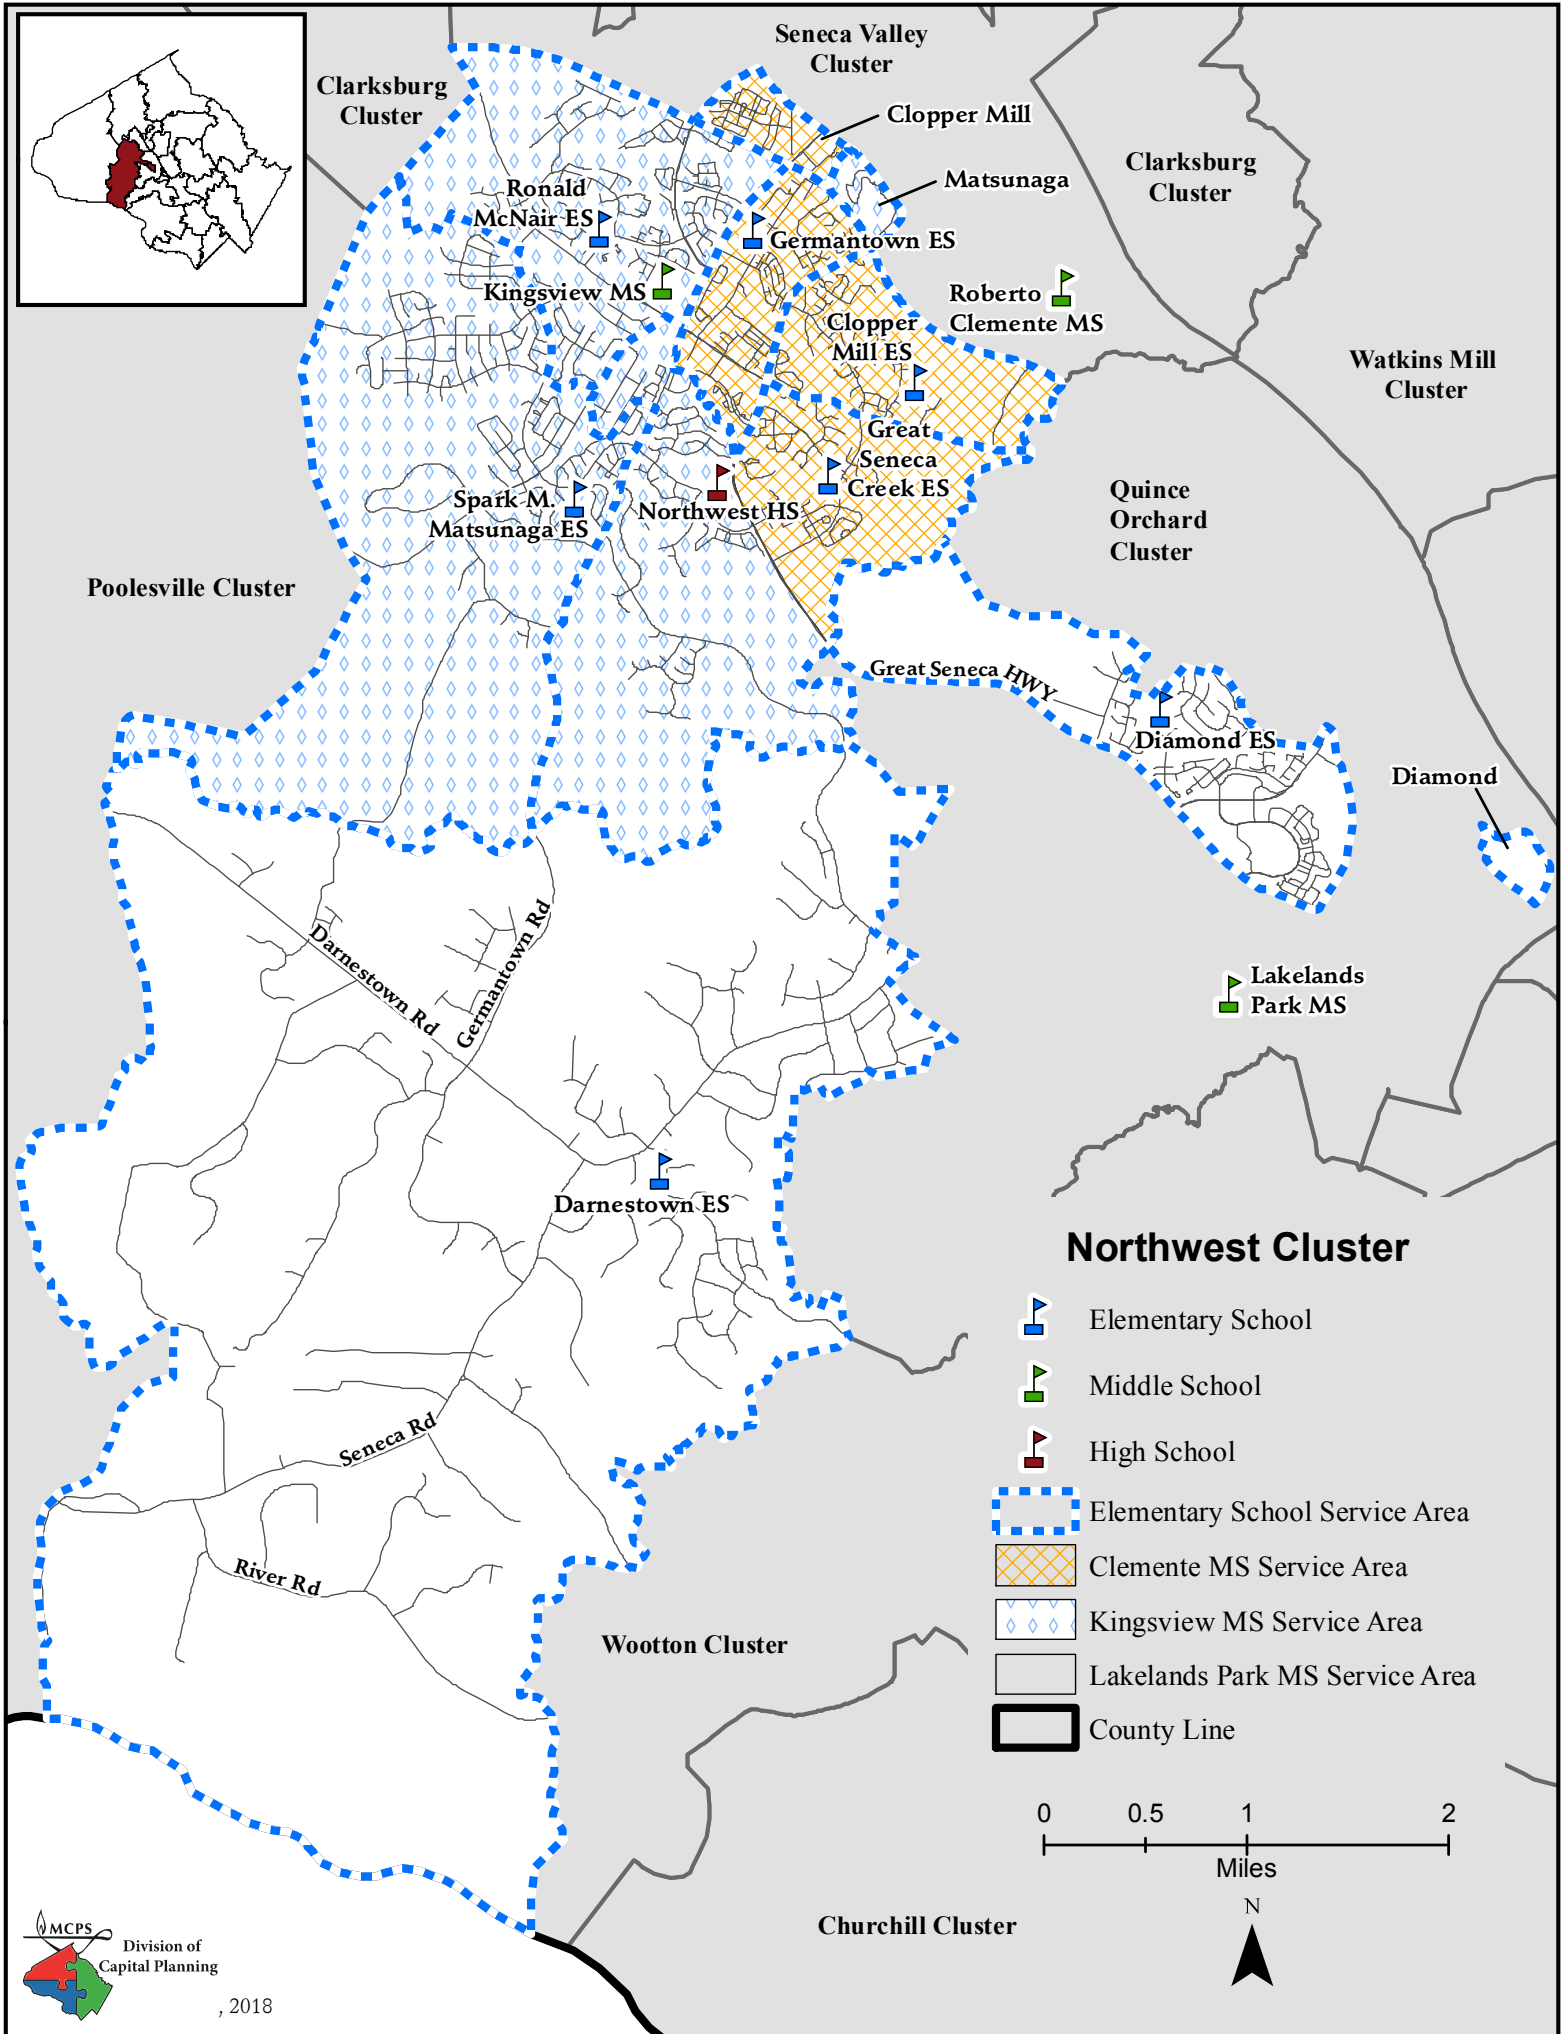 Seneca Valley
Cluster
Clarksburg
Cluster
Clopper Mill
Clarksburg
Cluster
Matsunaga
Ronald
McNair ES
Germantown ES
Kingsview MS
Roberto
Clemente MS
Clopper
Mill ES
Watkins Mill
Cluster
Great
Seneca
Creek ES
Spark M.
Matsunaga ES
Northwest HS
Quince
Orchard
Cluster
Poolesville Cluster
Great Seneca HWY
Diamond ES
Diamond
Darnestown Rd
Germantown Rd
Lakelands
Park MS
Darnestown ES
Seneca Rd
River Rd
Wootton Cluster
Churchill Cluster
Northwest Cluster
Elementary School
Middle School
High School
Elementary School Service Area
Clemente MS Service Area
Kingsview MS Service Area
Lakelands Park MS Service Area
County Line
0 0.5 1 2
Miles
N
MCPS
Division of
Capital Planning
, 2018